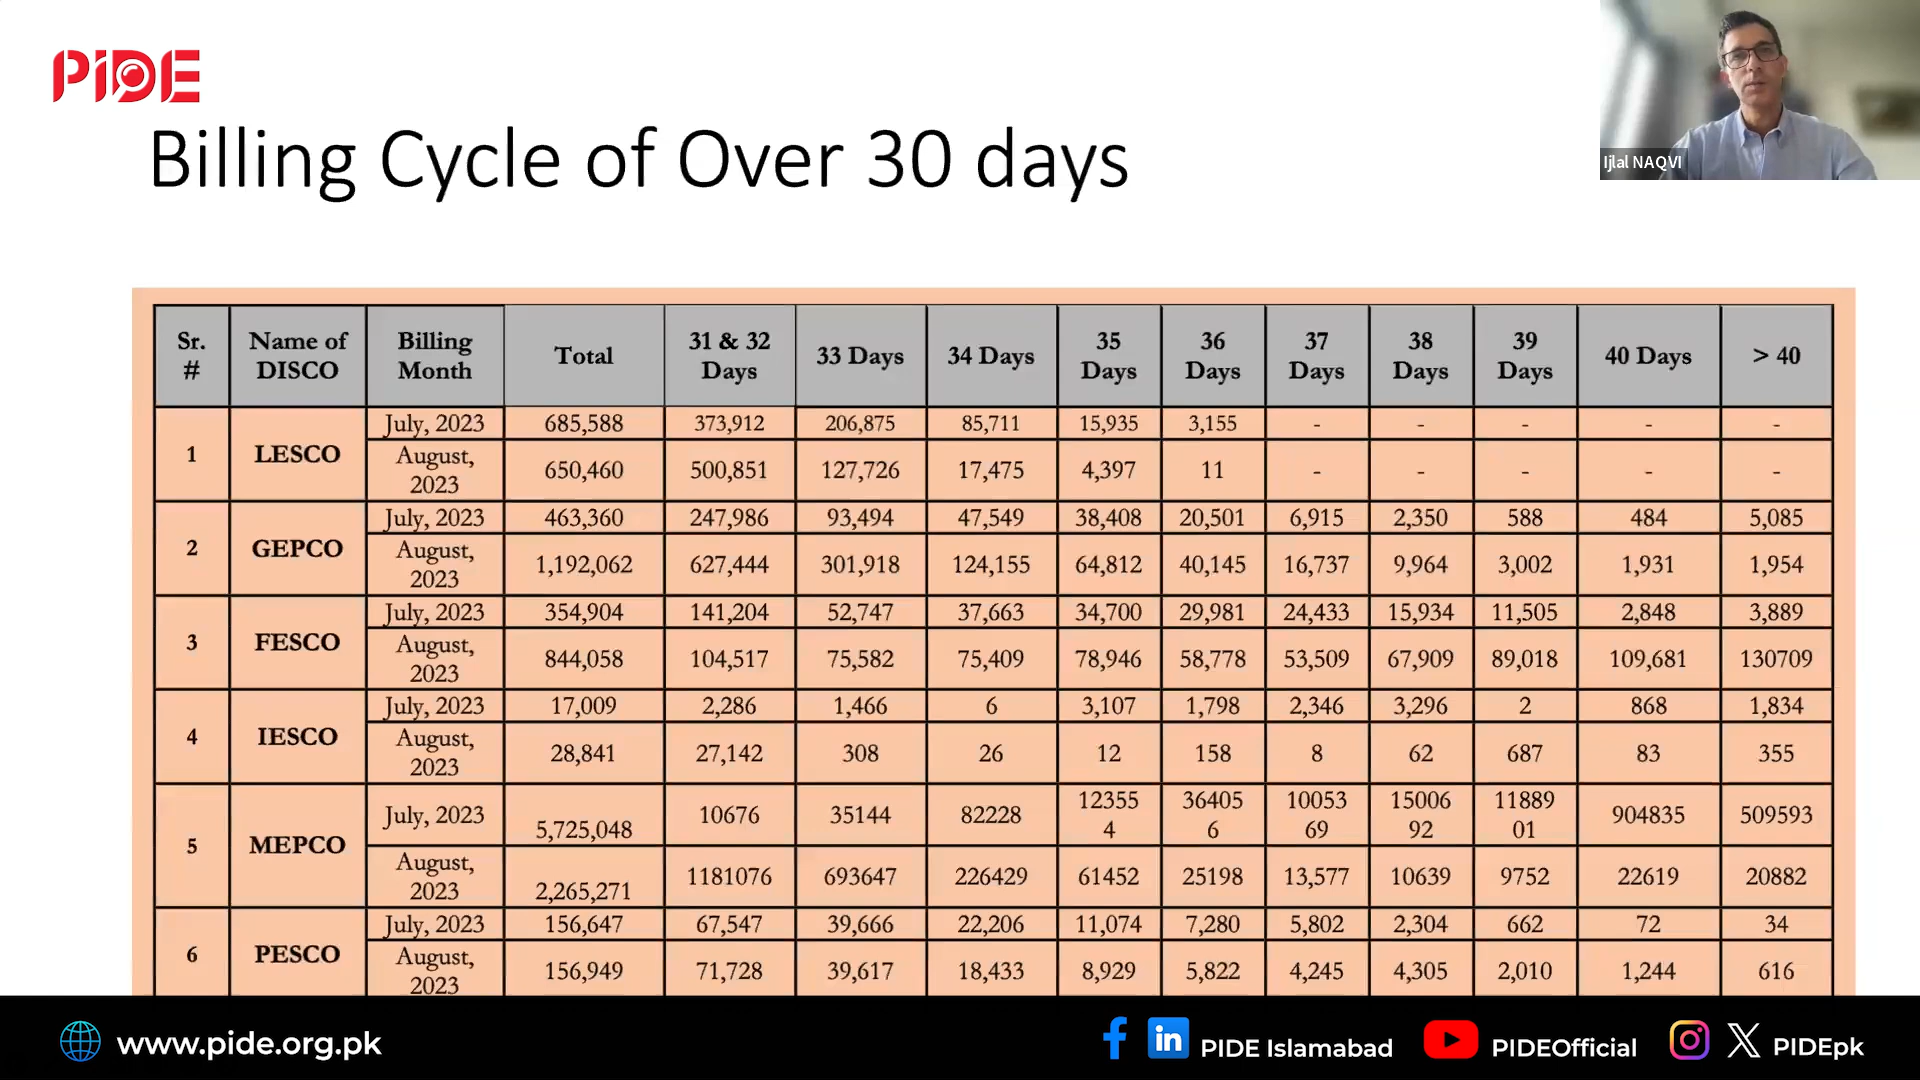 PIDE
Billing Cycle of Over 30 days
Ijlal NAQVI
Sr. # Name of DISCO Billing Month Total 31 & 32 Days 33 Days 34 Days 35 Days 36 Days 37 Days 38 Days 39 Days 40 Days > 40
1 LESCO July, 2023 685,588 373,912 206,875 85,711 15,935 3,155 - - - - -
August, 2023 650,460 500,851 127,726 17,475 4,397 11 - - - - -
2 GEPCO July, 2023 463,360 247,986 93,494 47,549 38,408 20,501 6,915 2,350 588 484 5,085
August, 2023 1,192,062 627,444 301,918 124,155 64,812 40,145 16,737 9,964 3,002 1,931 1,954
3 FESCO July, 2023 354,904 141,204 52,747 37,663 34,700 29,981 24,433 15,934 11,505 2,848 3,889
August, 2023 844,058 104,517 75,582 75,409 78,946 58,778 53,509 67,909 89,018 109,681 130709
4 IESCO July, 2023 17,009 2,286 1,466 6 3,107 1,798 2,346 3,296 2 868 1,834
August, 2023 28,841 27,142 308 26 12 158 8 62 687 83 355
5 MEPCO July, 2023 5,725,048 10676 35144 82228 123554 364056 1005369 1500692 1188901 904835 509593
August, 2023 2,265,271 1181076 693647 226429 61452 25198 13,577 10639 9752 22619 20882
6 PESCO July, 2023 156,647 67,547 39,666 22,206 11,074 7,280 5,802 2,304 662 72 34
August, 2023 156,949 71,728 39,617 18,433 8,929 5,822 4,245 4,305 2,010 1,244 616
www.pide.org.pk PIDE Islamabad PIDEOfficial PIDEpk